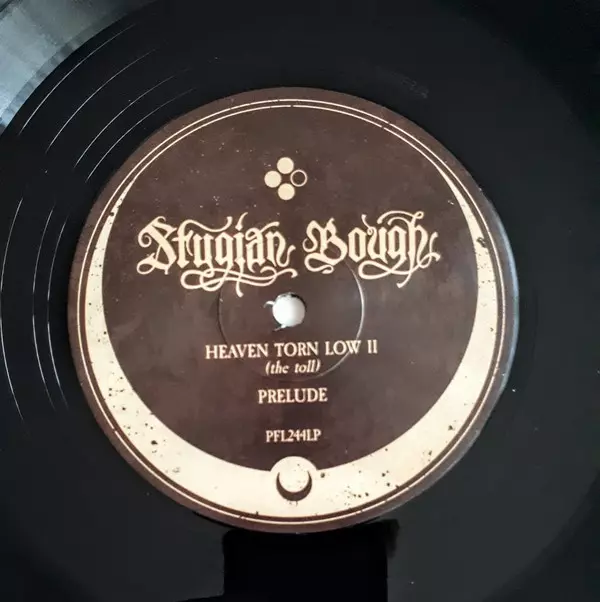 Stygian Bough
HEAVEN TORN LOW II
(the toll)
PRELUDE
PFL244LP